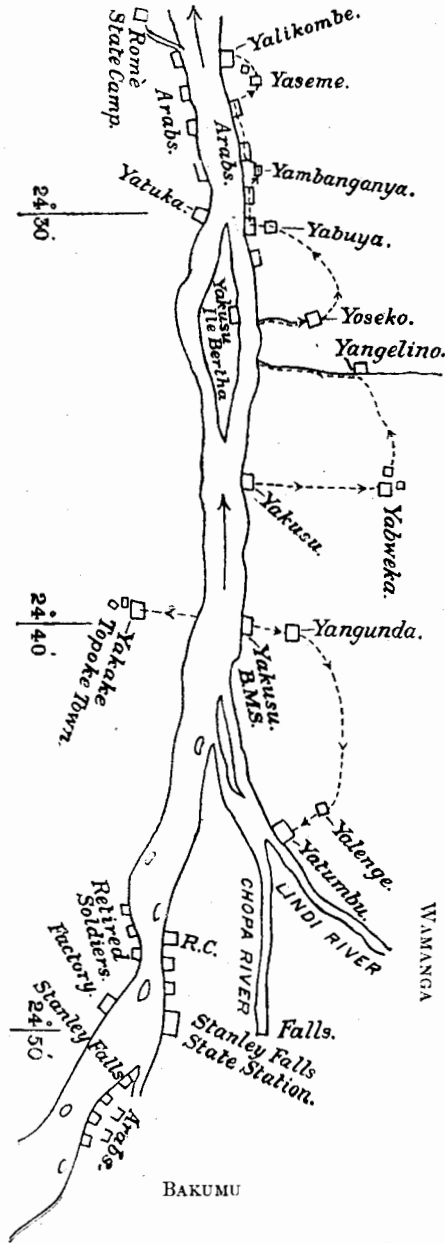 Yalikombe.
Yaseme.
Romè
State Camp.
Arabs.
Arabs.
Yambanganya.
Yatuka.
24° 30'
Yabuya.
Yakusu
Ile Bertha
Yoseko.
Yangelino.
Yakusu.
Yabweka.
24° 40'
Yakake
Topoke Town.
Yakusu.
B.M.S.
Yangunda.
Yalenge.
Yatumbu.
LINDI RIVER
CHOPA RIVER
WAMANGA
Retired
Soldiers.
Factory.
R.C.
Falls.
Stanley Falls
State Station.
24° 50'
Stanley Falls
Arabs.
BAKUMU